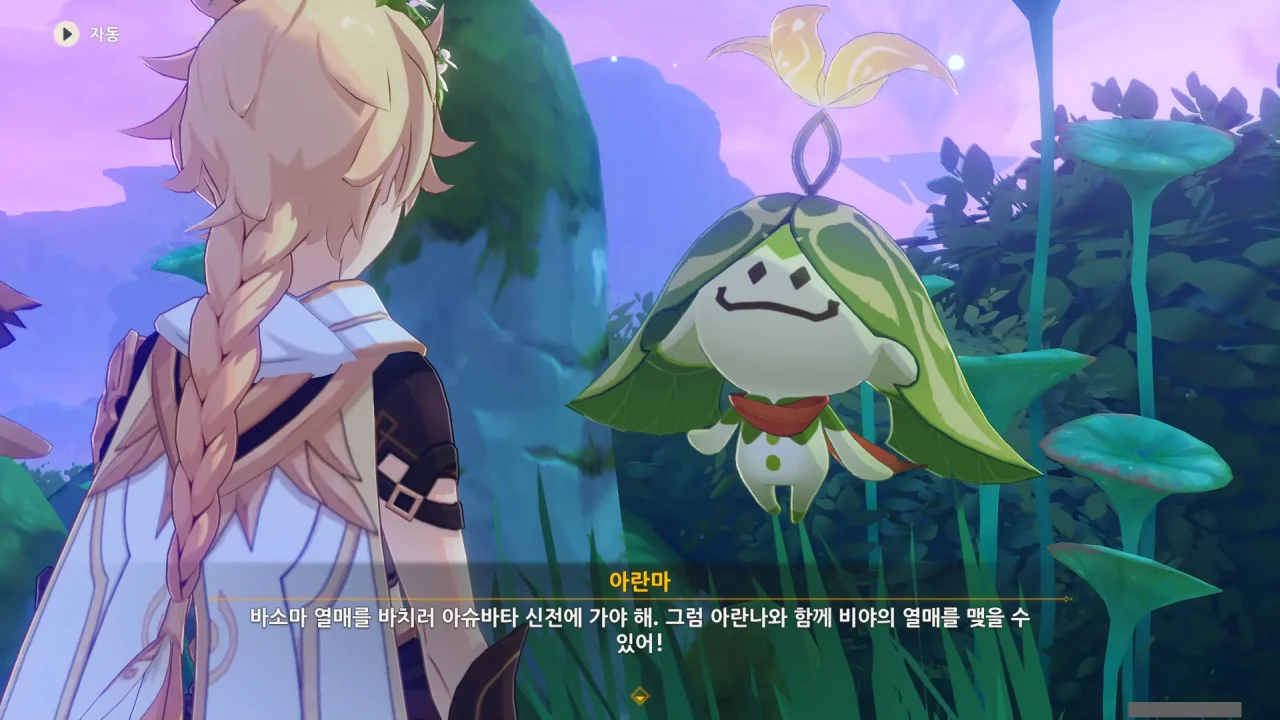 자동
아란마
바소마 열매를 바치러 아슈바타 신전에 가야 해. 그럼 아란나와 함께 비야의 열매를 맺을 수
있어!